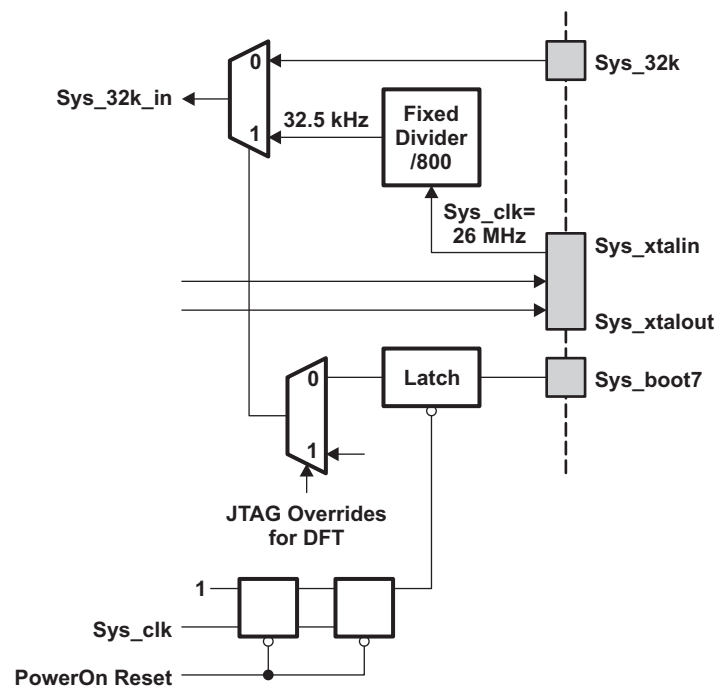 0
Sys_32k
Sys_32k_in
Fixed
Divider
/800
32.5 kHz
1
Sys_clk=
26 MHz
Sys_xtalin
Sys_xtalout
0
Latch
Sys_boot7
1
JTAG Overrides
for DFT
1
Sys_clk
PowerOn Reset